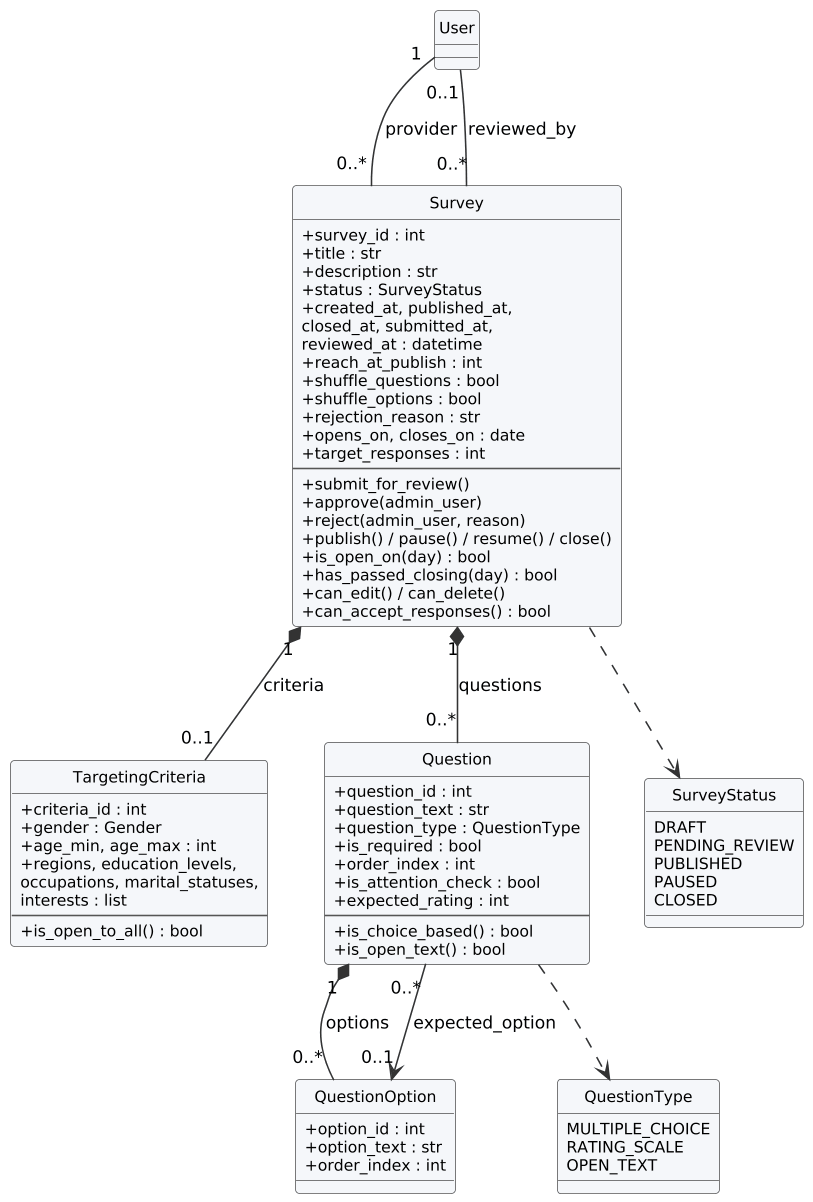 User
1
0..1
provider
reviewed_by
0..*
0..*
Survey
+survey_id : int
+title : str
+description : str
+status : SurveyStatus
+created_at, published_at,
closed_at, submitted_at,
reviewed_at : datetime
+reach_at_publish : int
+shuffle_questions : bool
+shuffle_options : bool
+rejection_reason : str
+opens_on, closes_on : date
+target_responses : int
+submit_for_review()
+approve(admin_user)
+reject(admin_user, reason)
+publish() / pause() / resume() / close()
+is_open_on(day) : bool
+has_passed_closing(day) : bool
+can_edit() / can_delete()
+can_accept_responses() : bool
1
1
criteria
questions
0..1
0..*
TargetingCriteria
+criteria_id : int
+gender : Gender
+age_min, age_max : int
+regions, education_levels,
occupations, marital_statuses,
interests : list
+is_open_to_all() : bool
Question
+question_id : int
+question_text : str
+question_type : QuestionType
+is_required : bool
+order_index : int
+is_attention_check : bool
+expected_rating : int
+is_choice_based() : bool
+is_open_text() : bool
SurveyStatus
DRAFT
PENDING_REVIEW
PUBLISHED
PAUSED
CLOSED
1
0..*
options
expected_option
0..*
0..1
QuestionOption
+option_id : int
+option_text : str
+order_index : int
QuestionType
MULTIPLE_CHOICE
RATING_SCALE
OPEN_TEXT